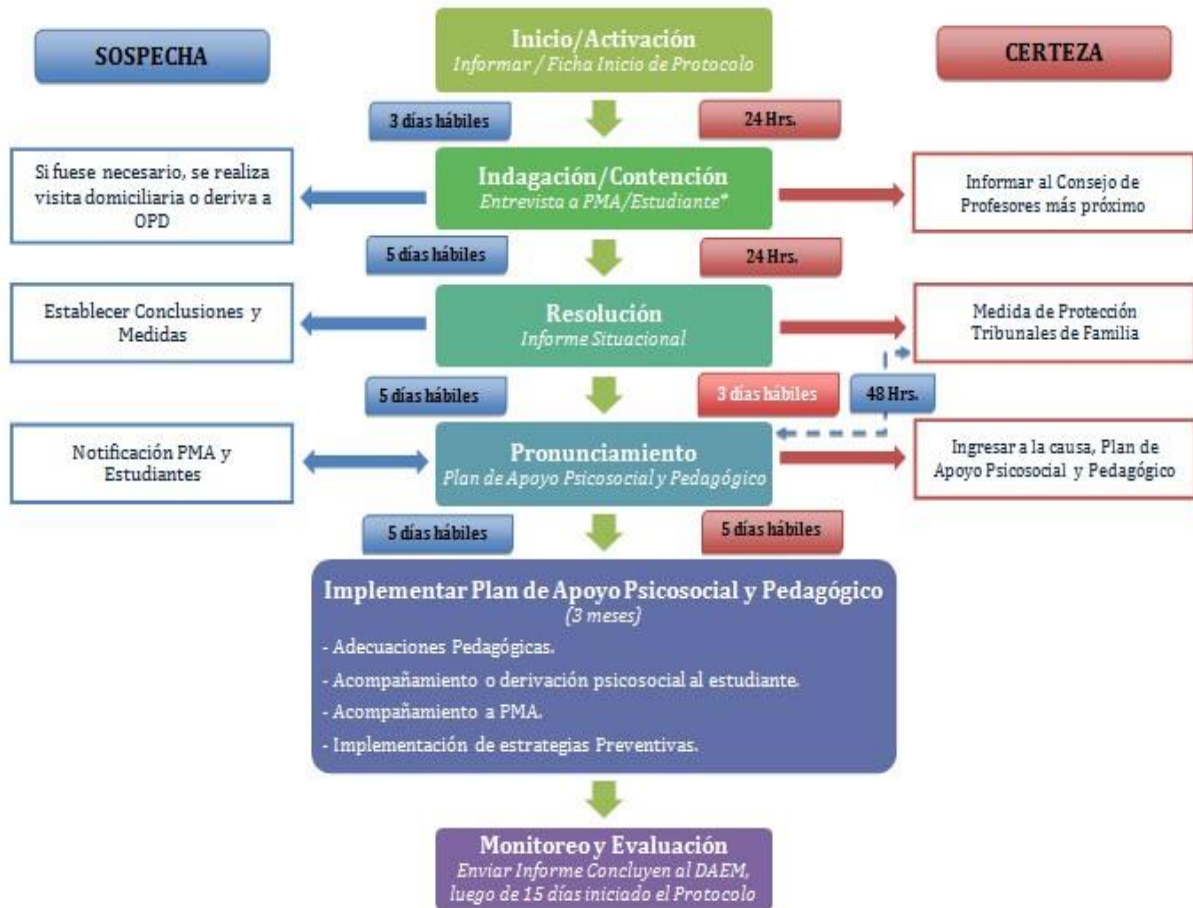 SOSPECHA
Inicio/Activación
Informar / Ficha Inicio de Protocolo
CERTEZA
3 días hábiles
24 Hrs.
Si fuese necesario, se realiza
visita domiciliaria o deriva a
OPD
Indagación/Contención
Entrevista a PMA/Estudiante*
Informar al Consejo de
Profesores más próximo
5 días hábiles
24 Hrs.
Establecer Conclusiones y
Medidas
Resolución
Informe Situacional
Medida de Protección
Tribunales de Familia
5 días hábiles
3 días hábiles
48 Hrs.
Notificación PMA y
Estudiantes
Pronunciamiento
Plan de Apoyo Psicosocial y Pedagógico
Ingresar a la causa, Plan de
Apoyo Psicosocial y Pedagógico
5 días hábiles
5 días hábiles
Implementar Plan de Apoyo Psicosocial y Pedagógico
(3 meses)
- Adecuaciones Pedagógicas.
- Acompañamiento o derivación psicosocial al estudiante.
- Acompañamiento a PMA.
- Implementación de estrategias Preventivas.
Monitoreo y Evaluación
Enviar Informe Concluyen al DAEM,
luego de 15 días iniciado el Protocolo